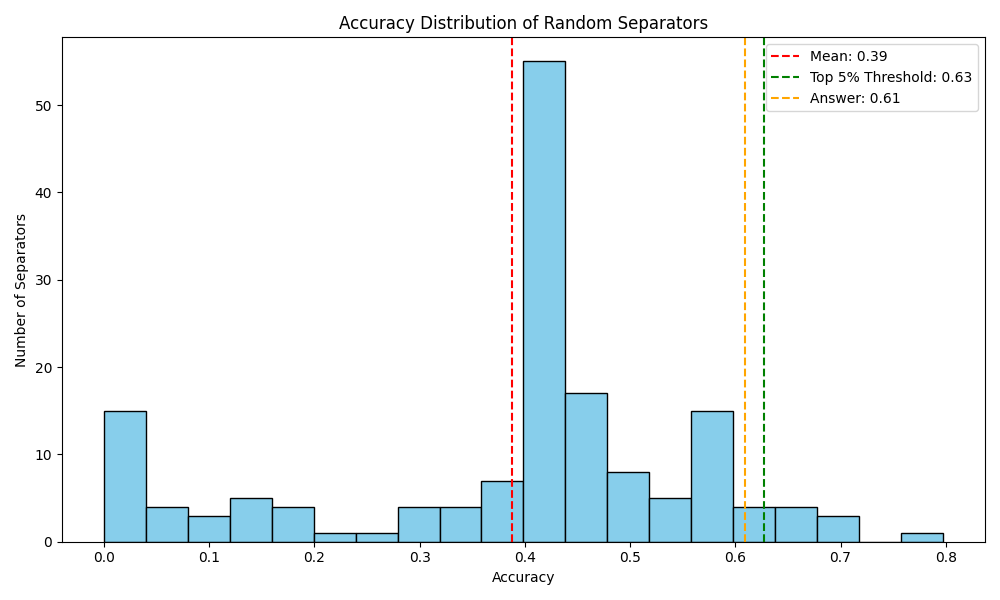 Accuracy Distribution of Random Separators
Mean: 0.39
Top 5% Threshold: 0.63
Answer: 0.61
Number of Separators
50
40
30
20
10
0
0.0 0.1 0.2 0.3 0.4 0.5 0.6 0.7 0.8
Accuracy